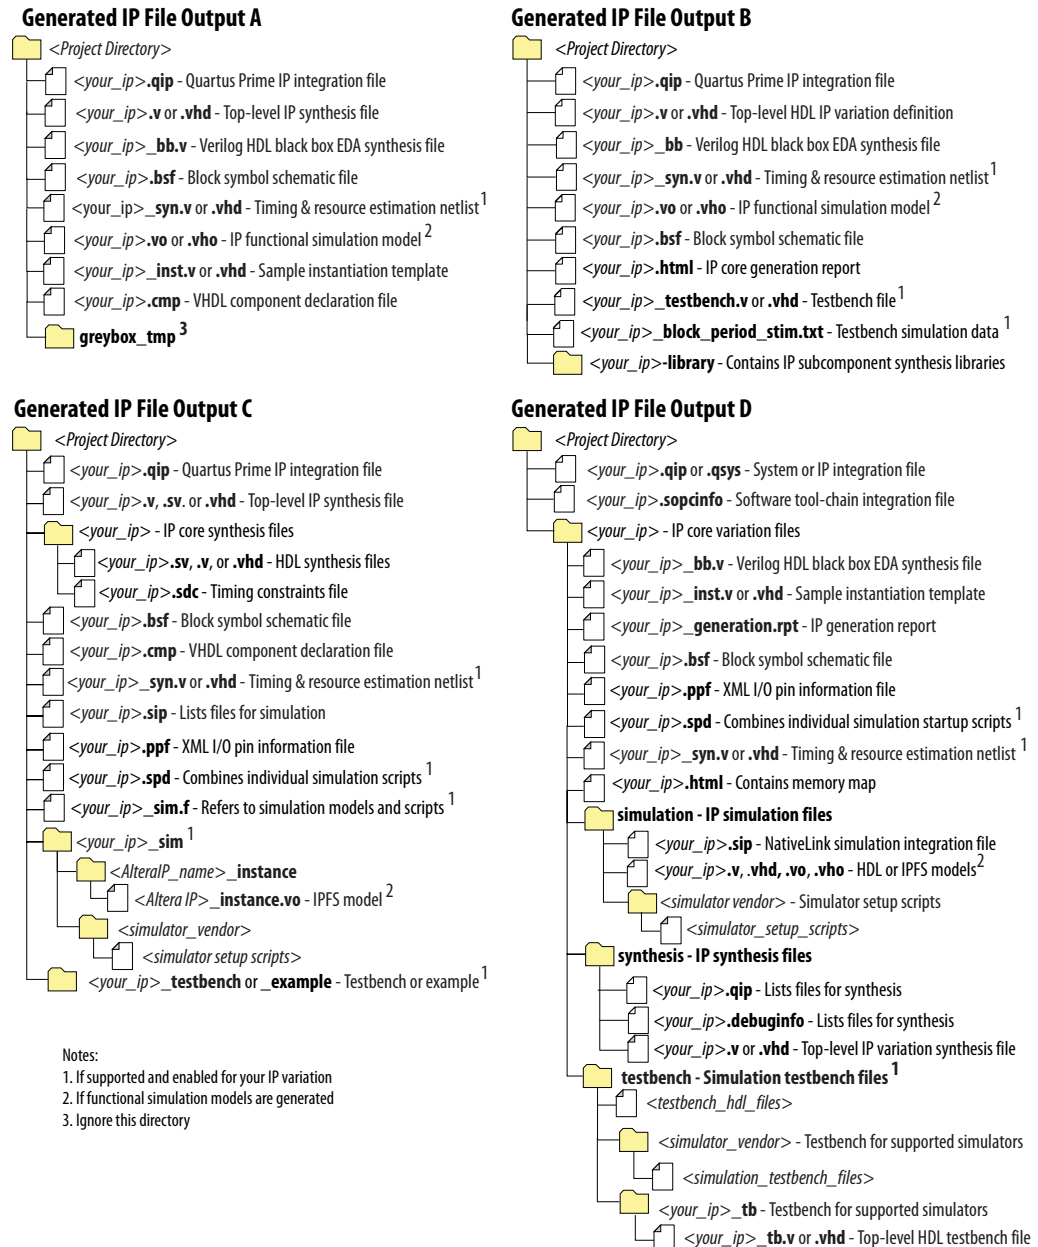 Generated IP File Output A
<Project Directory>
<your_ip>.qip - Quartus Prime IP integration file
<your_ip>.v or .vhd - Top-level IP synthesis file
<your_ip>_bb.v - Verilog HDL black box EDA synthesis file
<your_ip>.bsf - Block symbol schematic file
<your_ip>_syn.v or .vhd - Timing & resource estimation netlist 1
<your_ip>.vo or .vho - IP functional simulation model 2
<your_ip>_inst.v or .vhd - Sample instantiation template
<your_ip>.cmp - VHDL component declaration file
greybox_tmp 3
Generated IP File Output B
<Project Directory>
<your_ip>.qip - Quartus Prime IP integration file
<your_ip>.v or .vhd - Top-level HDL IP variation definition
<your_ip>_bb - Verilog HDL black box EDA synthesis file
<your_ip>_syn.v or .vhd - Timing & resource estimation netlist 1
<your_ip>.vo or .vho - IP functional simulation model 2
<your_ip>.bsf - Block symbol schematic file
<your_ip>.html - IP core generation report
<your_ip>_testbench.v or .vhd - Testbench file 1
<your_ip>_block_period_stim.txt - Testbench simulation data 1
<your_ip>-library - Contains IP subcomponent synthesis libraries
Generated IP File Output C
<Project Directory>
<your_ip>.qip - Quartus Prime IP integration file
<your_ip>.v, .sv. or .vhd - Top-level IP synthesis file
<your_ip> - IP core synthesis files
<your_ip>.sv, .v, or .vhd - HDL synthesis files
<your_ip>.sdc - Timing constraints file
<your_ip>.bsf - Block symbol schematic file
<your_ip>.cmp - VHDL component declaration file
<your_ip>_syn.v or .vhd - Timing & resource estimation netlist 1
<your_ip>.sip - Lists files for simulation
<your_ip>.ppf - XML I/O pin information file
<your_ip>.spd - Combines individual simulation scripts 1
<your_ip>_sim.f - Refers to simulation models and scripts 1
<your_ip>_sim 1
<AlteraIP_name>_instance
<Altera IP>_instance.vo - IPFS model 2
<simulator_vendor>
<simulator setup scripts>
<your_ip>_testbench or _example - Testbench or example 1
Notes:
1. If supported and enabled for your IP variation
2. If functional simulation models are generated
3. Ignore this directory
Generated IP File Output D
<Project Directory>
<your_ip>.qip or .qsys - System or IP integration file
<your_ip>.sopcinfo - Software tool-chain integration file
<your_ip> - IP core variation files
<your_ip>_bb.v - Verilog HDL black box EDA synthesis file
<your_ip>_inst.v or .vhd - Sample instantiation template
<your_ip>_generation.rpt - IP generation report
<your_ip>.bsf - Block symbol schematic file
<your_ip>.ppf - XML I/O pin information file
<your_ip>.spd - Combines individual simulation startup scripts 1
<your_ip>_syn.v or .vhd - Timing & resource estimation netlist 1
<your_ip>.html - Contains memory map
simulation - IP simulation files
<your_ip>.sip - NativeLink simulation integration file
<your_ip>.v, .vhd, .vo, .vho - HDL or IPFS models 2
<simulator vendor> - Simulator setup scripts
<simulator_setup_scripts>
synthesis - IP synthesis files
<your_ip>.qip - Lists files for synthesis
<your_ip>.debuginfo - Lists files for synthesis
<your_ip>.v or .vhd - Top-level IP variation synthesis file
testbench - Simulation testbench files 1
<testbench_hdl_files>
<simulator_vendor> - Testbench for supported simulators
<simulation_testbench_files>
<your_ip>_tb - Testbench for supported simulators
<your_ip>_tb.v or .vhd - Top-level HDL testbench file